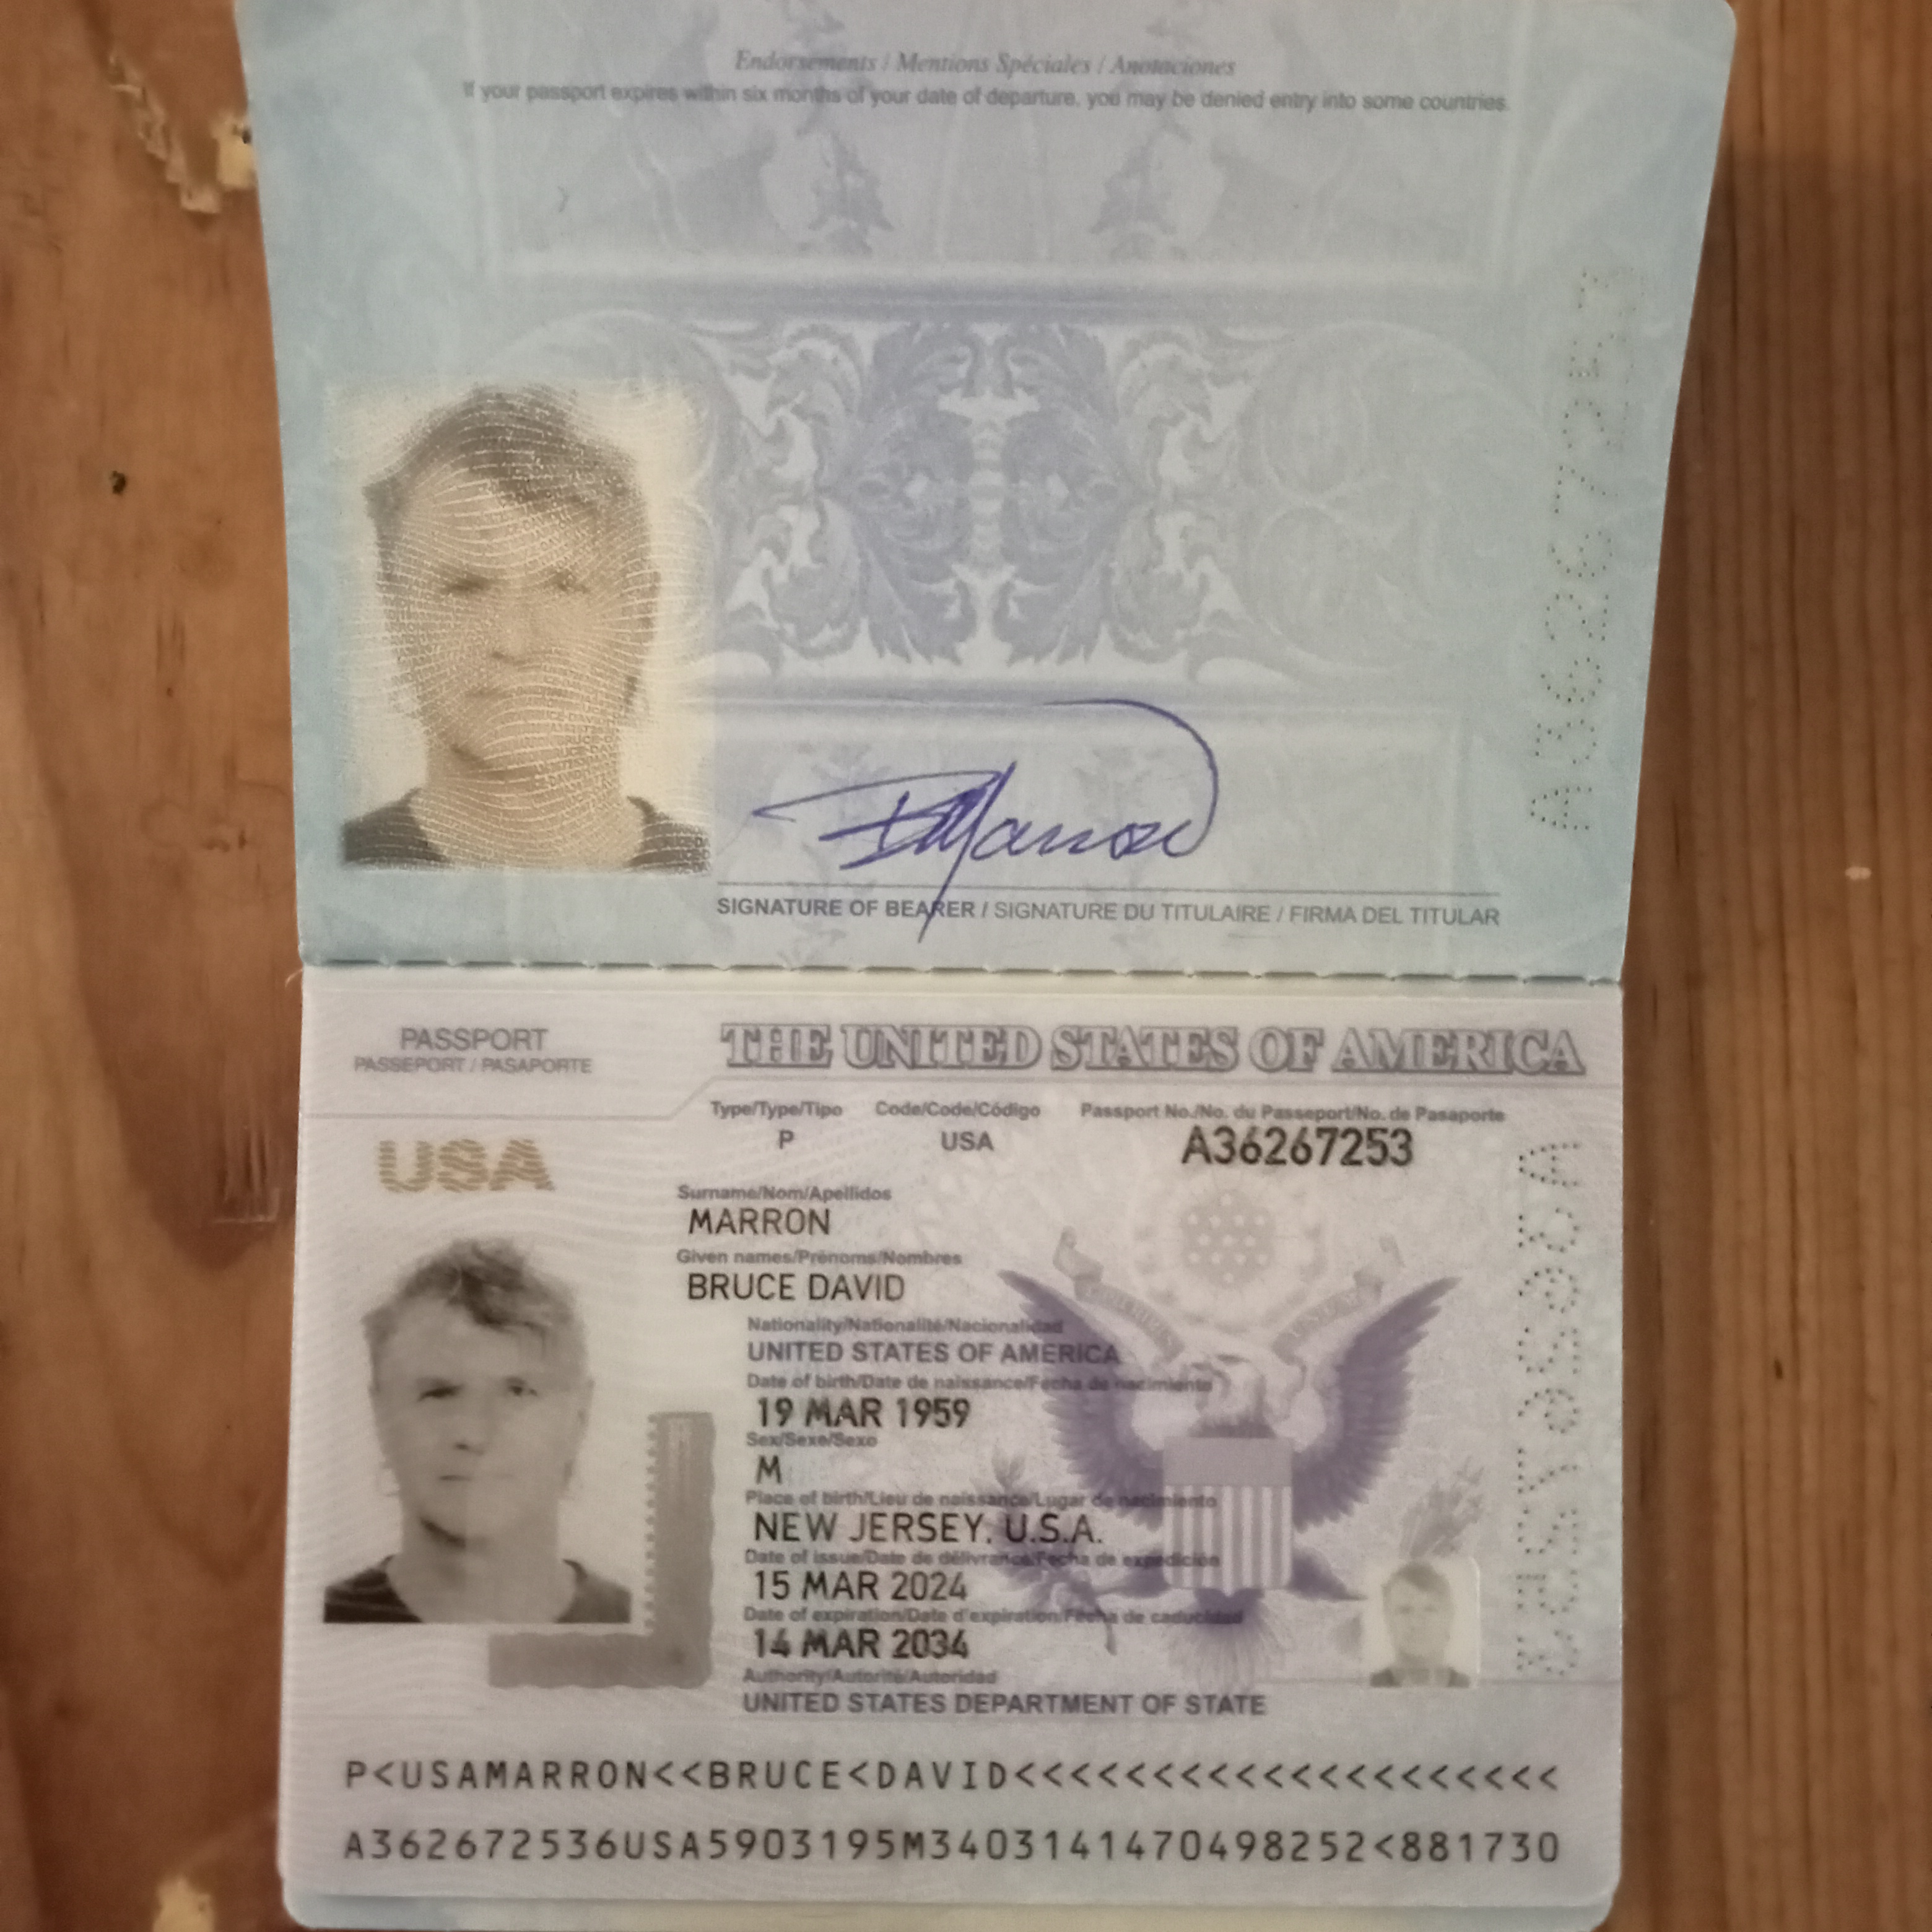 Endorsements / Mentions Spéciales / Anotaciones
If your passport expires within six months of your date of departure, you may be denied entry into some countries.
A36267253
SIGNATURE OF BEARER / SIGNATURE DU TITULAIRE / FIRMA DEL TITULAR
PASSPORT
PASSEPORT / PASAPORTE
THE UNITED STATES OF AMERICA
USA
Type/Type/Tipo Code/Code/Código Passport No./No. du Passeport/No. de Pasaporte
P USA A36267253
Surname/Nom/Apellidos
MARRON
Given names/Prénoms/Nombres
BRUCE DAVID
Nationality/Nationalité/Nacionalidad
UNITED STATES OF AMERICA
Date of birth/Date de naissance/Fecha de nacimiento
19 MAR 1959
Sex/Sexe/Sexo
M
Place of birth/Lieu de naissance/Lugar de nacimiento
NEW JERSEY, U.S.A.
Date of issue/Date de délivrance/Fecha de expedición
15 MAR 2024
Date of expiration/Date d'expiration/Fecha de caducidad
14 MAR 2034
Authority/Autorité/Autoridad
UNITED STATES DEPARTMENT OF STATE
A36267253
P<USAMARRON<<BRUCE<DAVID<<<<<<<<<<<<<<<<<<<<
A362672536USA5903195M3403141470498252<881730